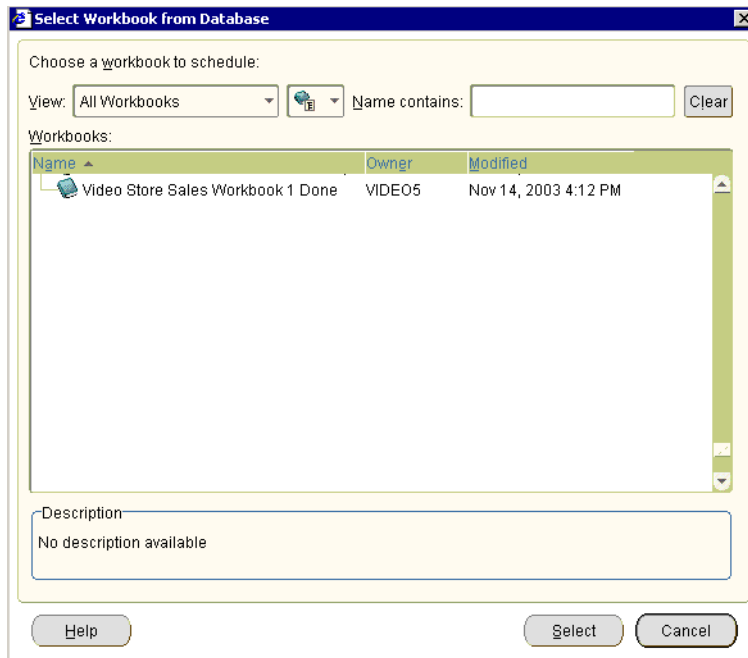 Select Workbook from Database
Choose a workbook to schedule:
View: All Workbooks Name contains: Clear
Workbooks:
Name Owner Modified
Video Store Sales Workbook 1 Done VIDEO5 Nov 14, 2003 4:12 PM
Description
No description available
Help Select Cancel